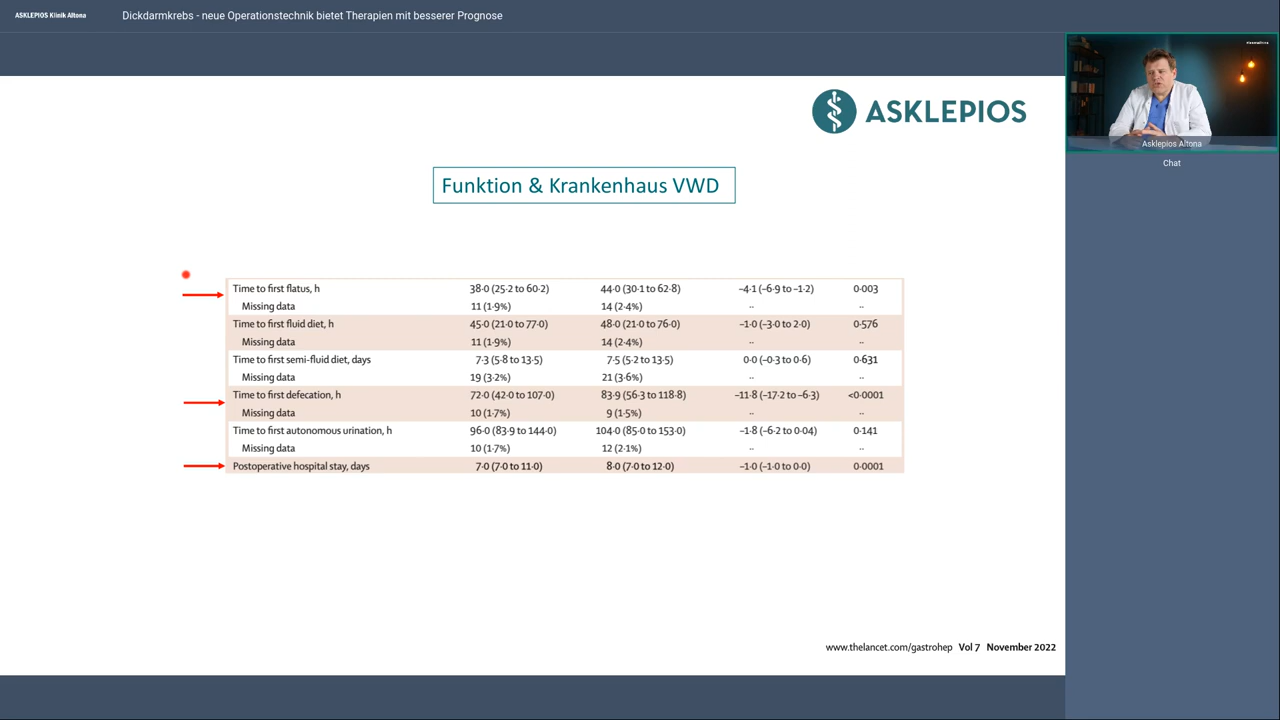 ASKLEPIOS Klinik Altona
Dickdarmkrebs - neue Operationstechnik bietet Therapien mit besserer Prognose
ASKLEPIOS
Asklepios Altona
Chat
Funktion & Krankenhaus VWD
Time to first flatus, h 38·0 (25·2 to 60·2) 44·0 (30·1 to 62·8) −4·1 (−6·9 to −1·2) 0·003
Missing data 11 (1·9%) 14 (2·4%) ·· ··
Time to first fluid diet, h 45·0 (21·0 to 77·0) 48·0 (21·0 to 76·0) −1·0 (−3·0 to 2·0) 0·576
Missing data 11 (1·9%) 14 (2·4%) ·· ··
Time to first semi-fluid diet, days 7·3 (5·8 to 13·5) 7·5 (5·2 to 13·5) 0·0 (−0·3 to 0·6) 0·631
Missing data 19 (3·2%) 21 (3·6%) ·· ··
Time to first defecation, h 72·0 (42·0 to 107·0) 83·9 (56·3 to 118·8) −11·8 (−17·2 to −6·3) <0·0001
Missing data 10 (1·7%) 9 (1·5%) ·· ··
Time to first autonomous urination, h 96·0 (83·9 to 144·0) 104·0 (85·0 to 153·0) −1·8 (−6·2 to 0·04) 0·141
Missing data 10 (1·7%) 12 (2·1%) ·· ··
Postoperative hospital stay, days 7·0 (7·0 to 11·0) 8·0 (7·0 to 12·0) −1·0 (−1·0 to 0·0) 0·0001
www.thelancet.com/gastrohep Vol 7 November 2022